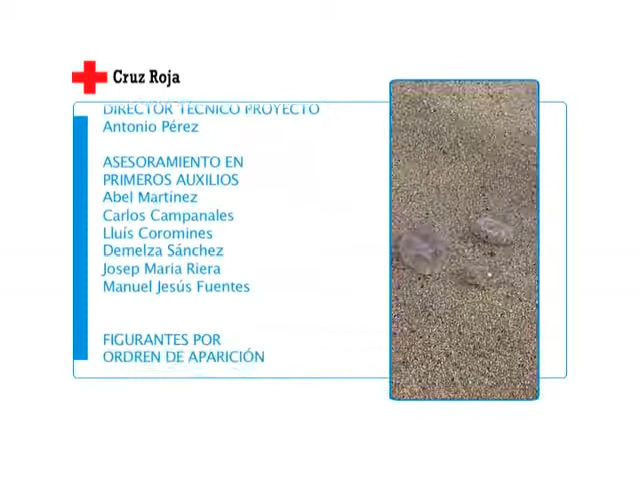 Cruz Roja
DIRECTOR TÉCNICO PROYECTO
Antonio Pérez
ASESORAMIENTO EN
PRIMEROS AUXILIOS
Abel Martínez
Carlos Campanales
Lluís Coromines
Demelza Sánchez
Josep Maria Riera
Manuel Jesús Fuentes
FIGURANTES POR
ORDREN DE APARICIÓN